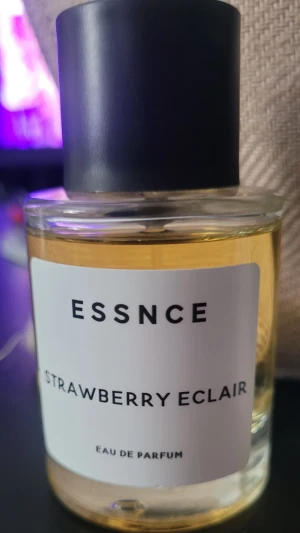 ESSNCE
STRAWBERRY ECLAIR
EAU DE PARFUM